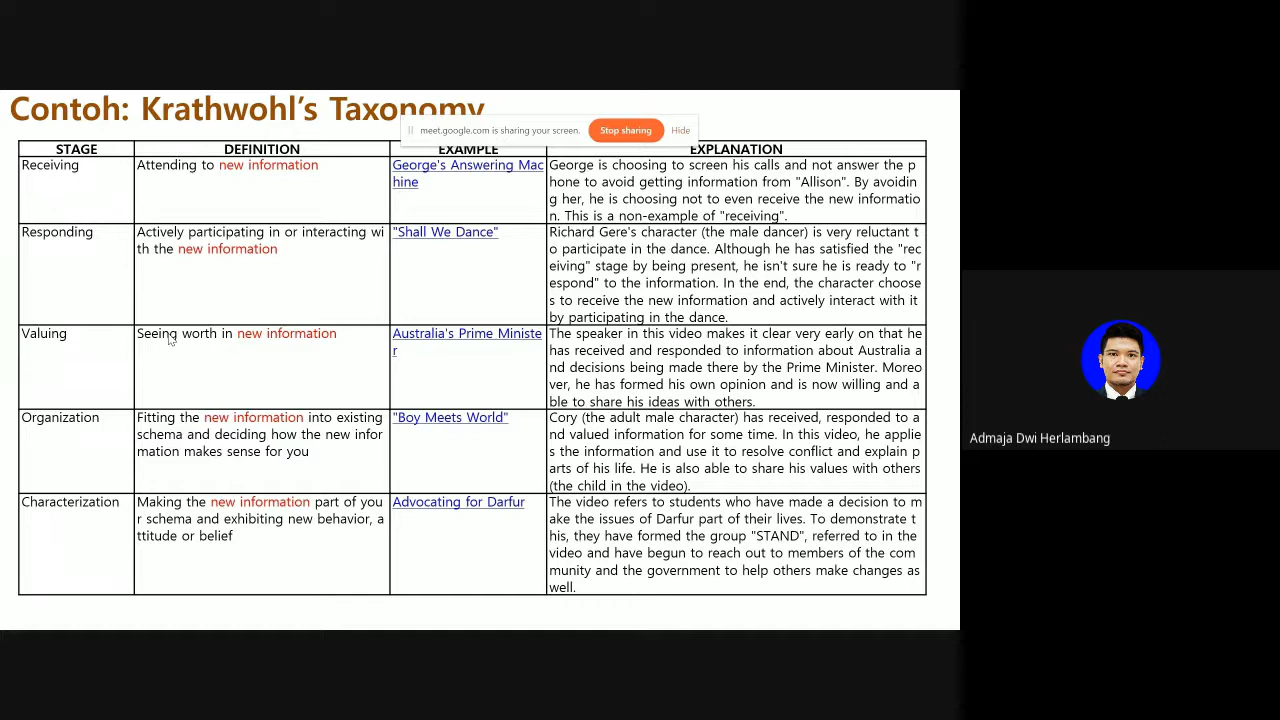 Contoh: Krathwohl's Taxonomy
meet.google.com is sharing your screen. Stop sharing Hide
STAGE DEFINITION EXAMPLE EXPLANATION
Receiving
Attending to new information
George's Answering Mac
hine
George is choosing to screen his calls and not answer the p
hone to avoid getting information from "Allison". By avoidin
g her, he is choosing not to even receive the new informatio
n. This is a non-example of "receiving".
Responding
Actively participating in or interacting wi
th the new information
"Shall We Dance"
Richard Gere's character (the male dancer) is very reluctant t
o participate in the dance. Although he has satisfied the "rec
eiving" stage by being present, he isn't sure he is ready to "r
espond" to the information. In the end, the character choose
s to receive the new information and actively interact with it
by participating in the dance.
Valuing
Seeing worth in new information
Australia's Prime Ministe
r
The speaker in this video makes it clear very early on that he
has received and responded to information about Australia a
nd decisions being made there by the Prime Minister. Moreo
ver, he has formed his own opinion and is now willing and a
ble to share his ideas with others.
Organization
Fitting the new information into existing
schema and deciding how the new infor
mation makes sense for you
"Boy Meets World"
Cory (the adult male character) has received, responded to a
nd valued information for some time. In this video, he applie
s the information and use it to resolve conflict and explain p
arts of his life. He is also able to share his values with others
(the child in the video).
Characterization
Making the new information part of you
r schema and exhibiting new behavior, a
ttitude or belief
Advocating for Darfur
The video refers to students who have made a decision to m
ake the issues of Darfur part of their lives. To demonstrate t
his, they have formed the group "STAND", referred to in the
video and have begun to reach out to members of the com
munity and the government to help others make changes as
well.
Admaja Dwi Herlambang